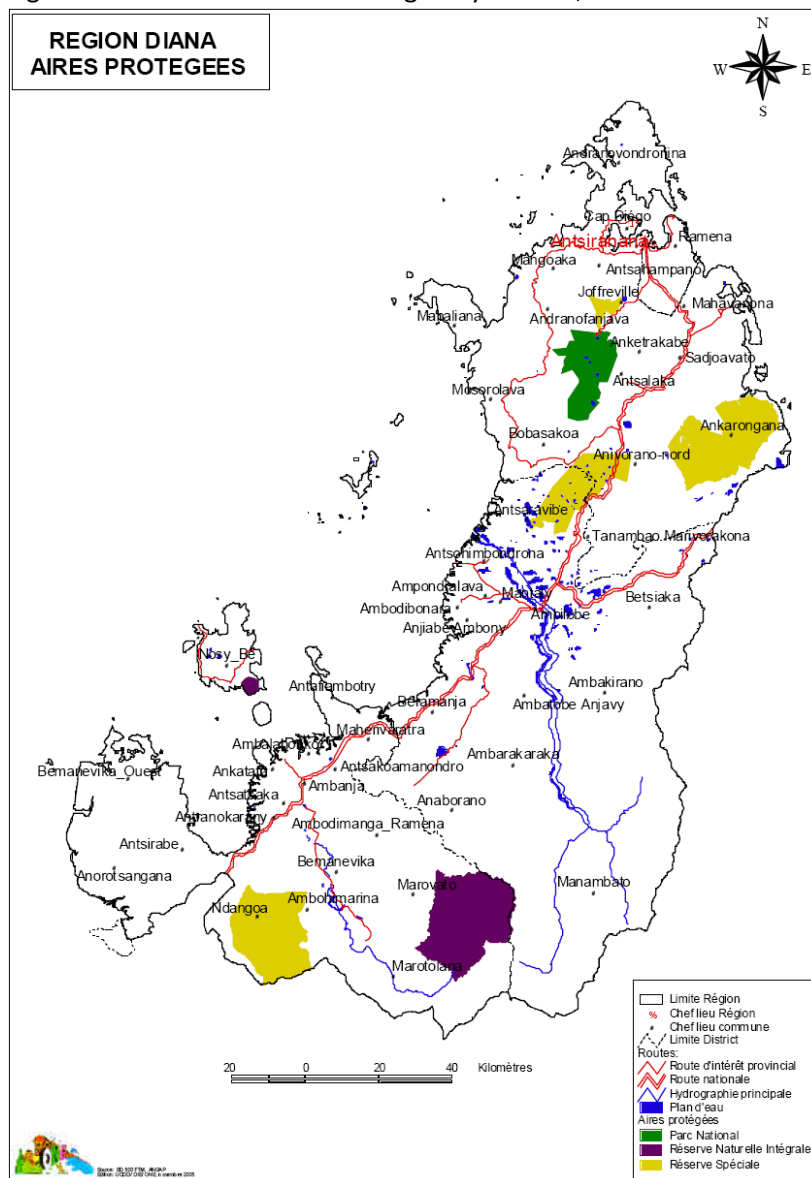 REGION DIANA
AIRES PROTEGEES
N
W
E
S
Andranovondronina
Cap Diégo
Antsiranana
Ramena
Mangoaka
Antsahampano
Joffreville
Mahavanona
Mahaliana
Andranofanjava
Anketrakabe
Sadjoavato
Antsalaka
Mosorolava
Ankarongana
Bobasakoa
Anivorano-nord
Antsaravibe
Tanambao Marivorakona
Antsohimbondrona
Ampondralava
Mantaly
Betsiaka
Ambodibonara
Ambilobe
Anjiabe Ambony
Nosy_Be
Ambakirano
Antafiambotry
Ambatobe Anjavy
Beramanja
Maherivaratra
Ambarakaraka
Bemanevika_Ouest
Ankatafa
Antsakoamanondro
Ambanja
Antsatsaka
Anaborano
Antranokarany
Ambodimanga_Ramena
Antsirabe
Bemanevika
Anorotsangana
Marovato
Manambato
Ndangoa
Ambohimarina
Marotolana
20 0 20 40 Kilomètres
Limite Région
% Chef lieu Région
Chef lieu commune
Limite District
Routes:
Route d'intérêt provincial
Route nationale
Hydrographie principale
Plan d'eau
Aires protégées
Parc National
Réserve Naturelle Intégrale
Réserve Spéciale